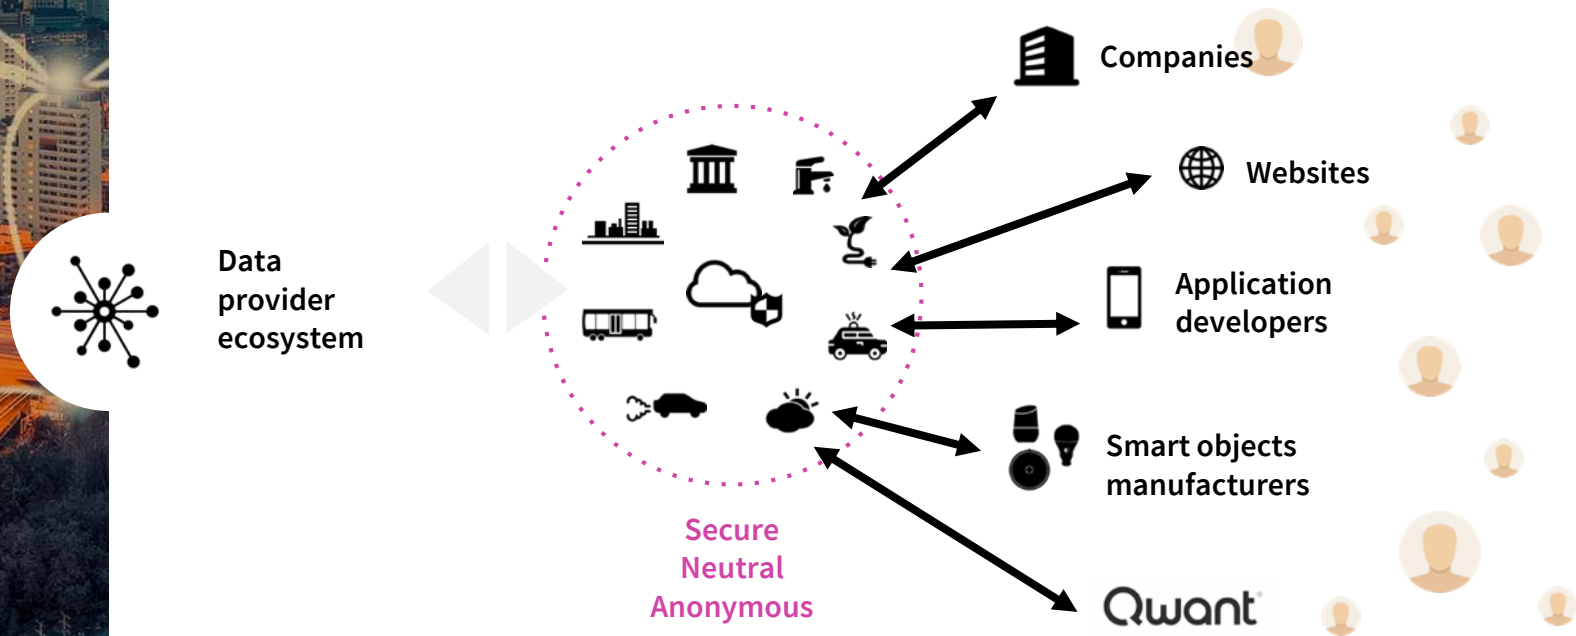 Companies
Websites
Data
provider
ecosystem
Application
developers
Smart objects
manufacturers
Secure
Neutral
Anonymous
Qwant